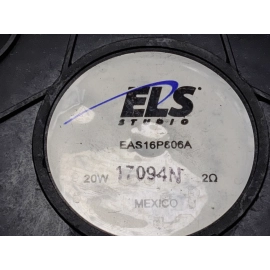 ELS
STUDIO
EAS16P606A
20W 17094N 2Ω
MEXICO